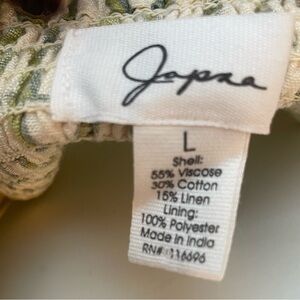 Japna
L
Shell:
55% Viscose
30% Cotton
15% Linen
Lining:
100% Polyester
Made in India
RN# 116696